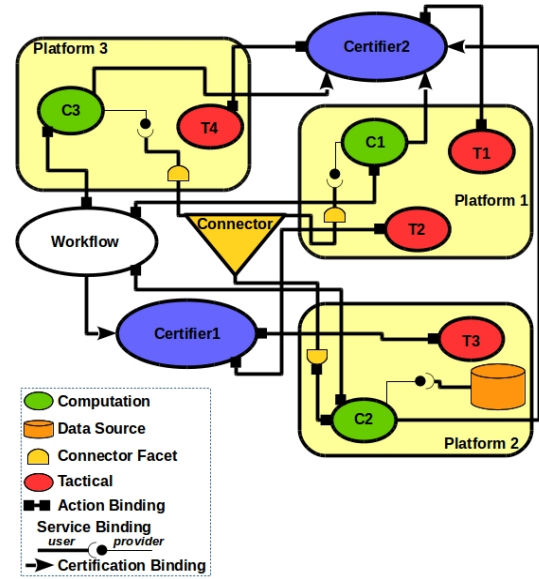 Platform 3
Certifier2
C3
T4
C1
T1
Platform 1
Connector
Workflow
T2
Certifier1
T3
C2
Platform 2
Computation
Data Source
Connector Facet
Tactical
Action Binding
Service Binding
user provider
Certification Binding